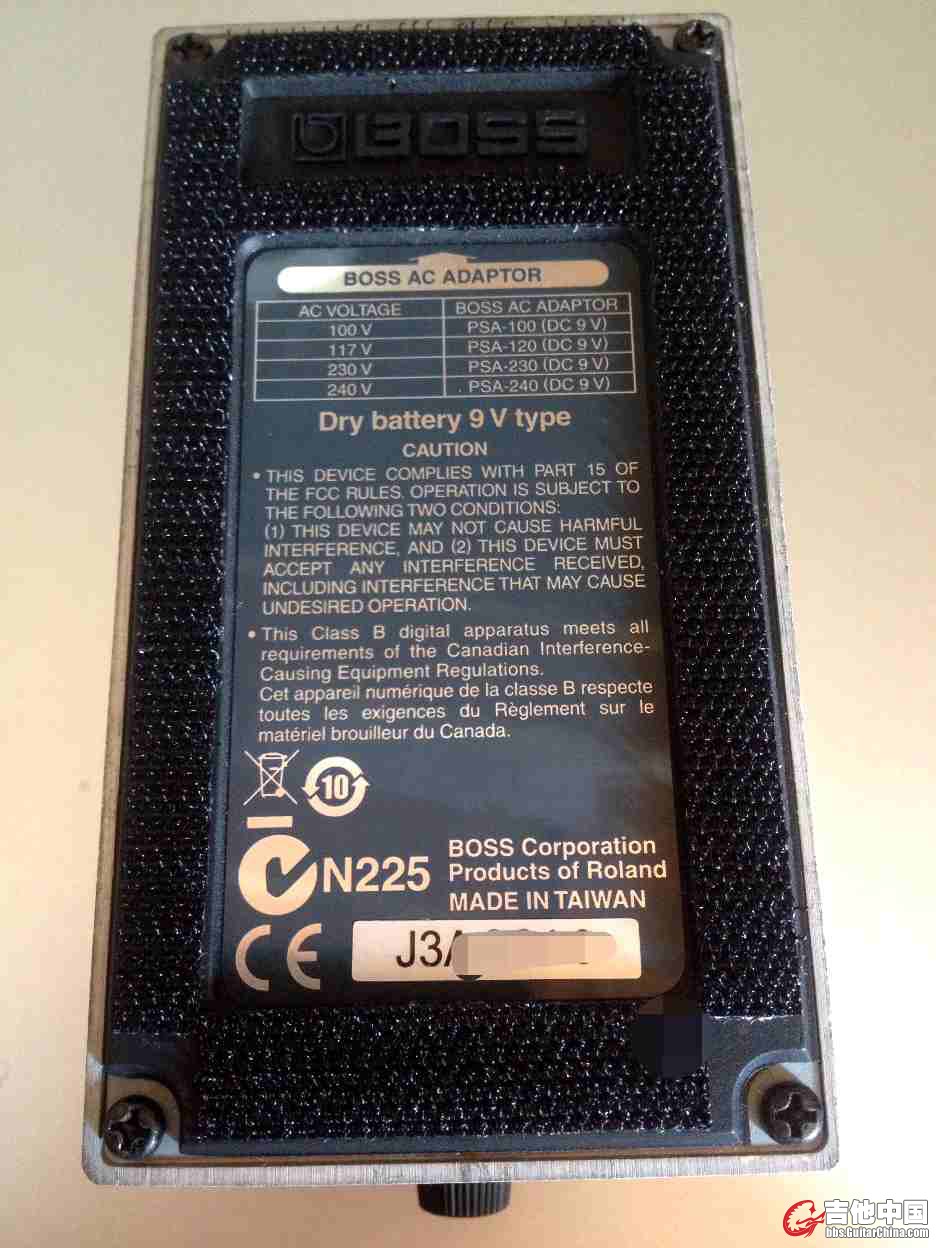 BOSS
BOSS AC ADAPTOR
AC VOLTAGE BOSS AC ADAPTOR
100 V PSA-100 (DC 9 V)
117 V PSA-120 (DC 9 V)
230 V PSA-230 (DC 9 V)
240 V PSA-240 (DC 9 V)
Dry battery 9 V type
CAUTION
• THIS DEVICE COMPLIES WITH PART 15 OF
THE FCC RULES. OPERATION IS SUBJECT TO
THE FOLLOWING TWO CONDITIONS:
(1) THIS DEVICE MAY NOT CAUSE HARMFUL
INTERFERENCE, AND (2) THIS DEVICE MUST
ACCEPT ANY INTERFERENCE RECEIVED,
INCLUDING INTERFERENCE THAT MAY CAUSE
UNDESIRED OPERATION.
• This Class B digital apparatus meets all
requirements of the Canadian Interference-
Causing Equipment Regulations.
Cet appareil numérique de la classe B respecte
toutes les exigences du Règlement sur le
matériel brouilleur du Canada.
10
N225
BOSS Corporation
Products of Roland
MADE IN TAIWAN
CE
J3A
吉他中国
bbs.GuitarChina.com